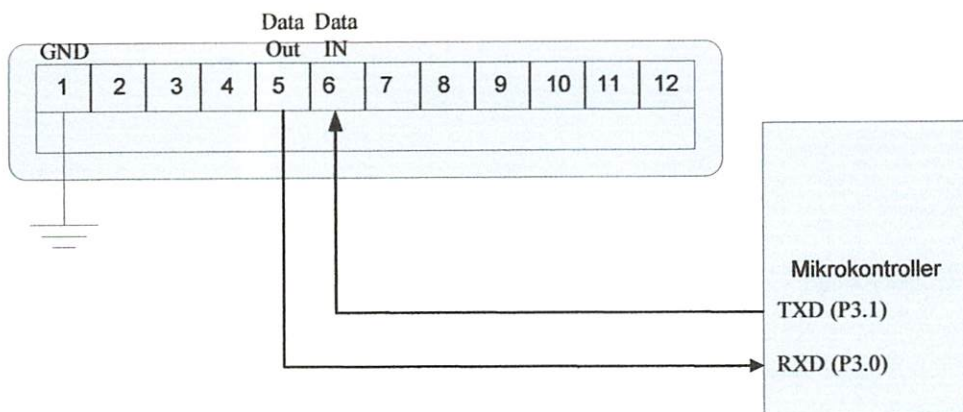 Data Data
Out IN
GND
1 2 3 4 5 6 7 8 9 10 11 12
Mikrokontroller
TXD (P3.1)
RXD (P3.0)